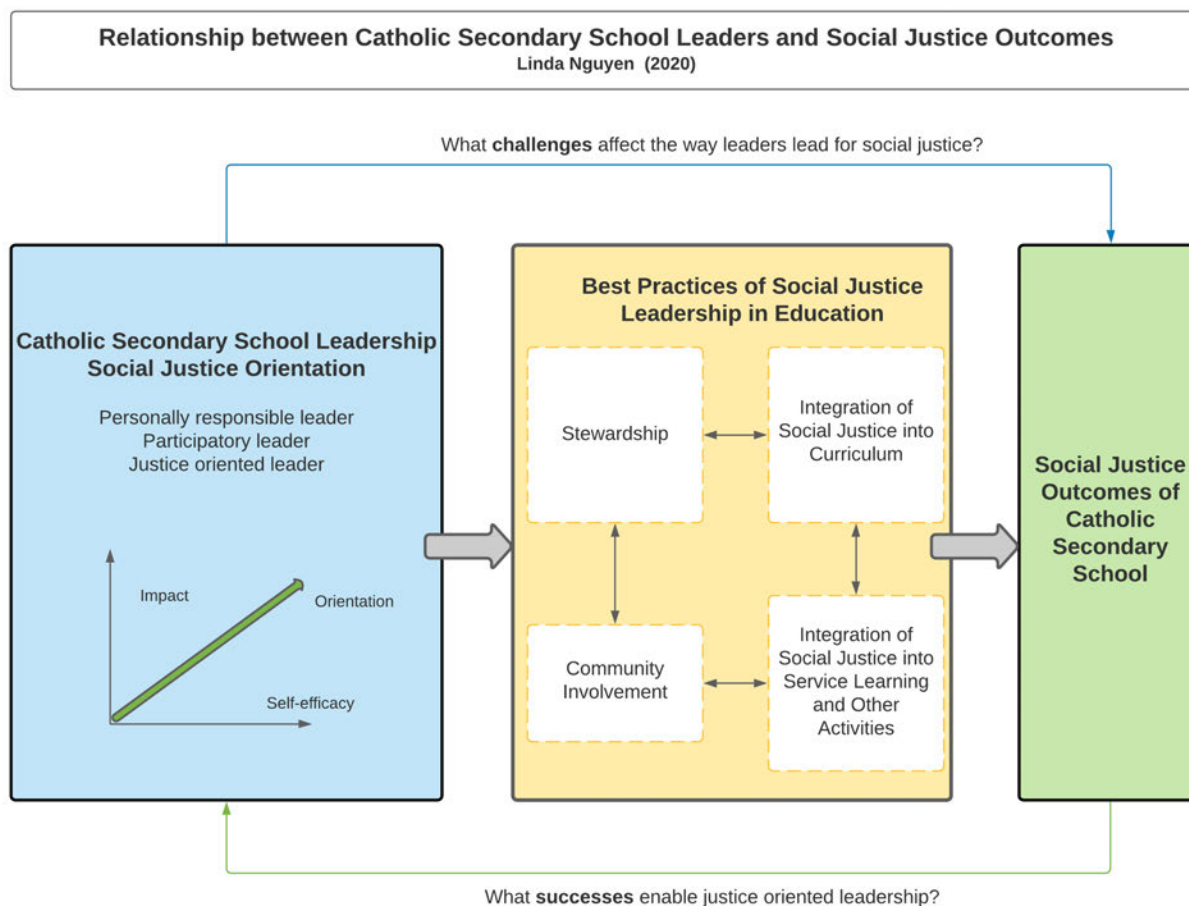 Relationship between Catholic Secondary School Leaders and Social Justice Outcomes
Linda Nguyen (2020)
What challenges affect the way leaders lead for social justice?
Catholic Secondary School Leadership
Social Justice Orientation
Personally responsible leader
Participatory leader
Justice oriented leader
Impact
Orientation
Self-efficacy
Best Practices of Social Justice
Leadership in Education
Stewardship
Integration of
Social Justice into
Curriculum
Community
Involvement
Integration of
Social Justice into
Service Learning
and Other
Activities
Social Justice
Outcomes of
Catholic
Secondary
School
What successes enable justice oriented leadership?